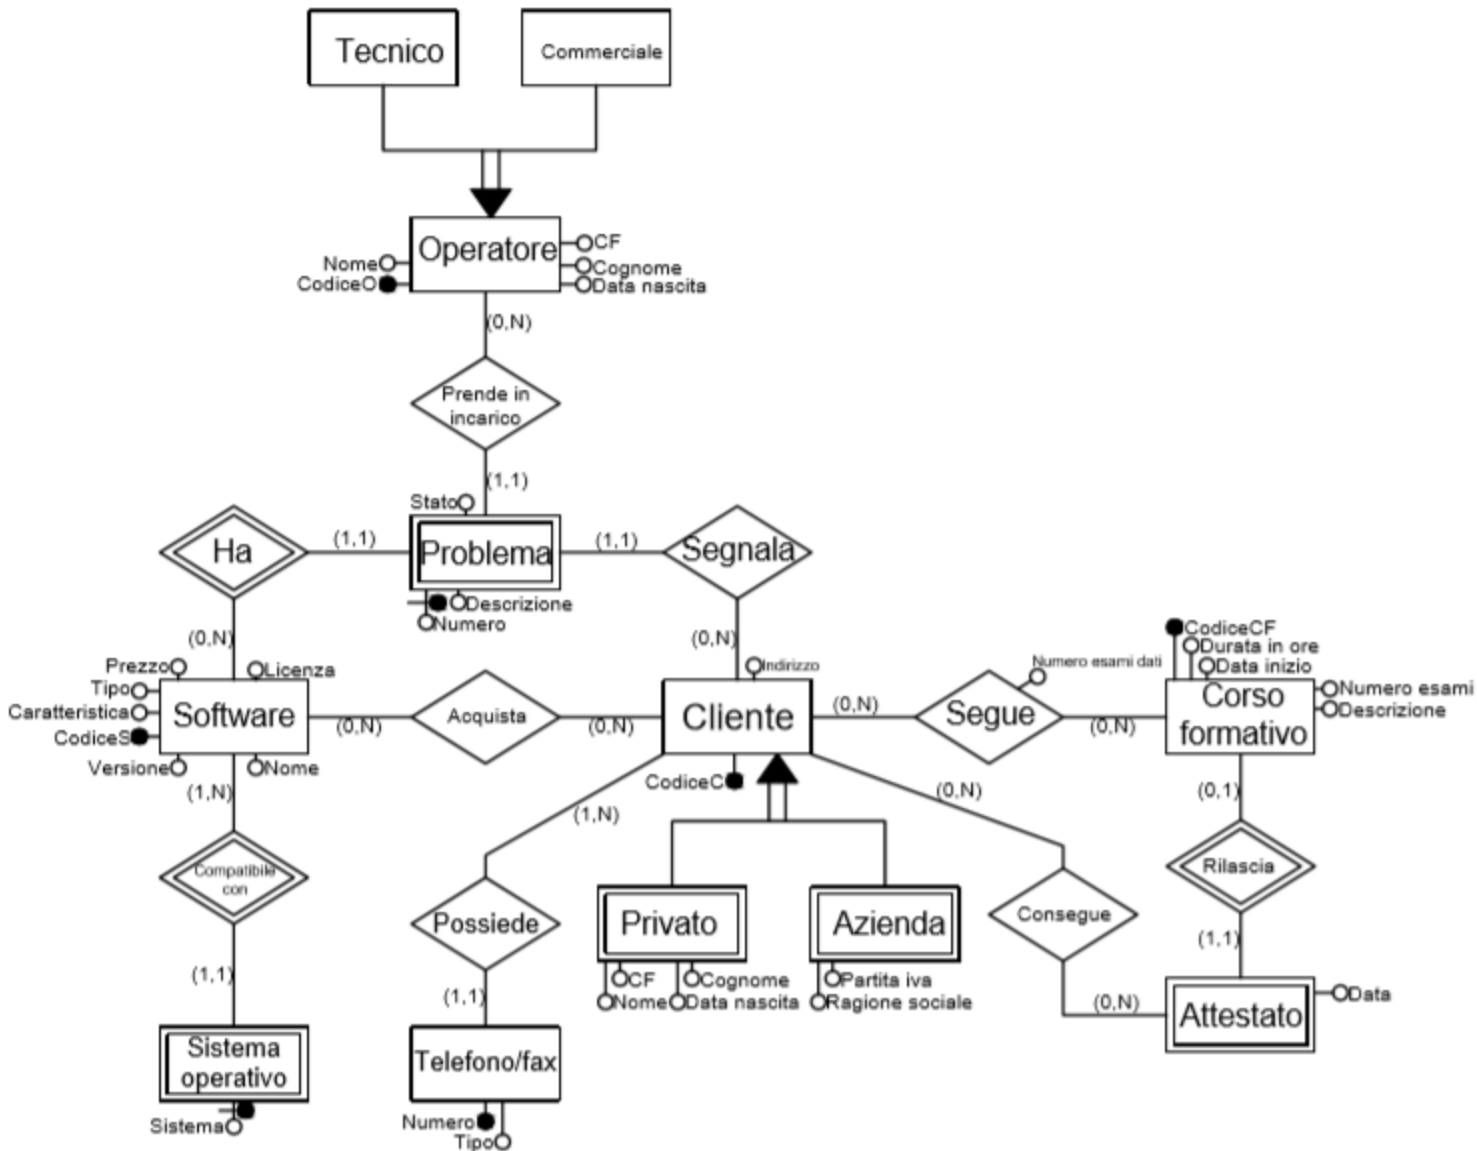 Tecnico
Commerciale
Operatore
CF
Nome
Cognome
CodiceO
Data nascita
(0,N)
Prende in
incarico
(1,1)
Stato
Ha
(1,1)
Problema
(1,1)
Segnala
Descrizione
Numero
(0,N)
(0,N)
CodiceCF
Durata in ore
Prezzo
Licenza
Indirizzo
Numero esami dati
Data inizio
Tipo
Numero esami
Caratteristica
Software
(0,N)
Acquista
(0,N)
Cliente
(0,N)
Segue
(0,N)
Corso
formativo
Descrizione
CodiceS
Versione
Nome
CodiceC
(1,N)
(1,N)
(0,N)
(0,1)
Compatibile
con
Rilascia
Possiede
Privato
Azienda
Consegue
(1,1)
(1,1)
(1,1)
CF
Cognome
Nome
Data nascita
Partita iva
Ragione sociale
(0,N)
Attestato
Data
Sistema
operativo
Telefono/fax
Sistema
Numero
Tipo